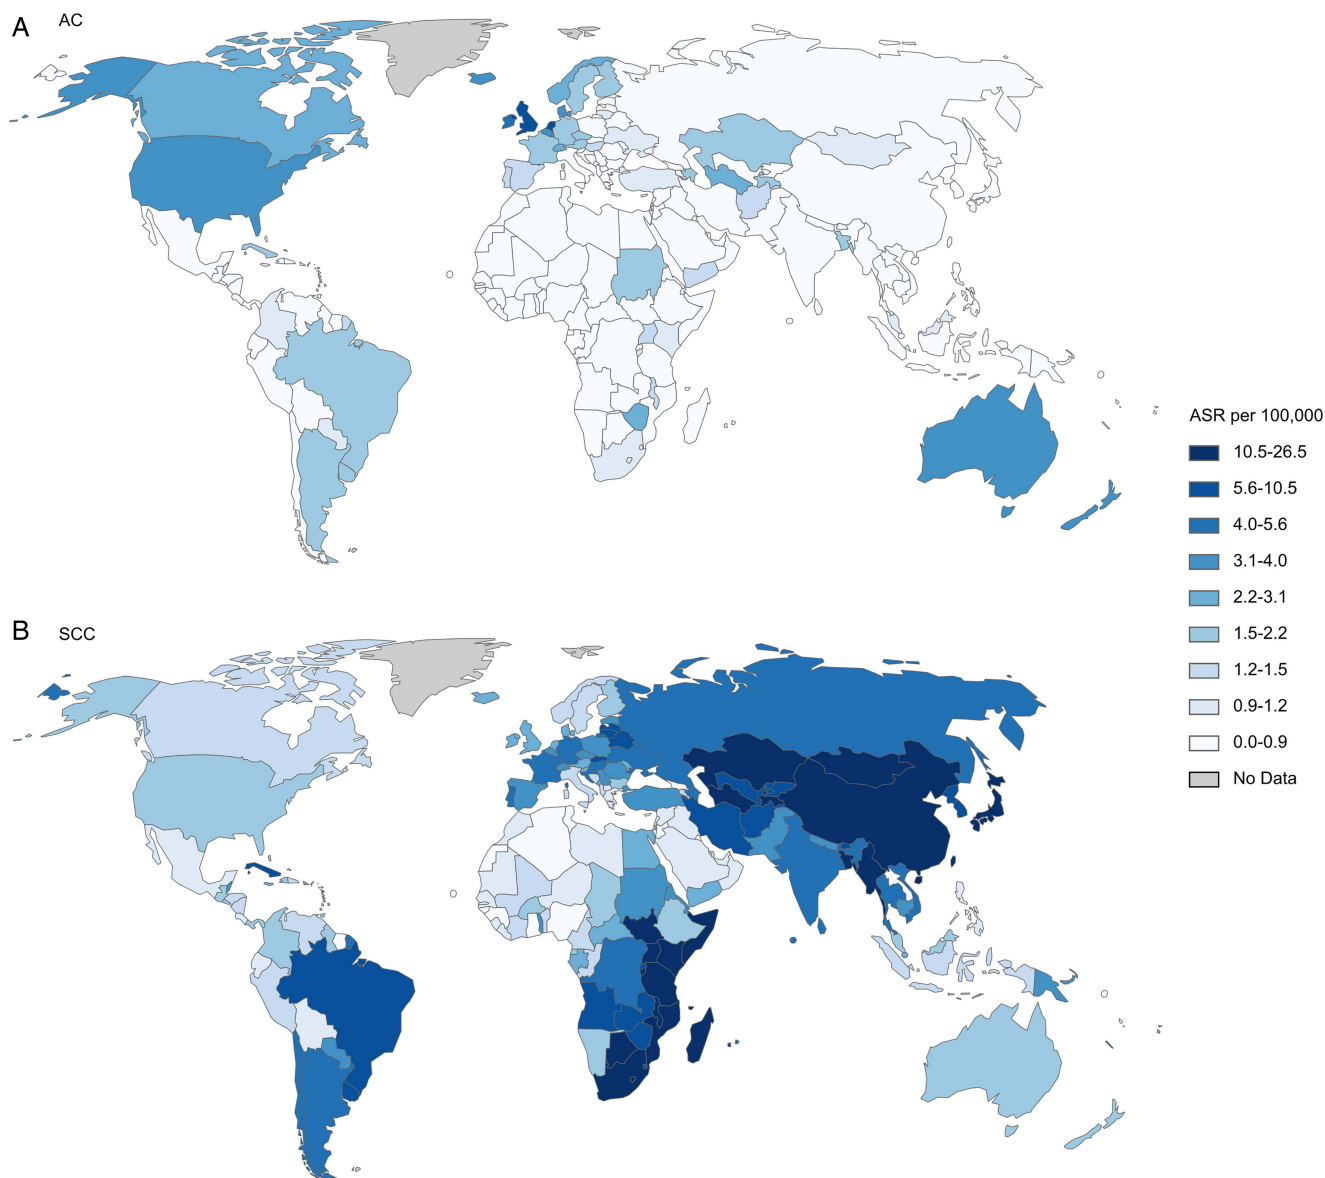 A AC
ASR per 100,000
10.5-26.5
5.6-10.5
4.0-5.6
3.1-4.0
2.2-3.1
1.5-2.2
1.2-1.5
0.9-1.2
0.0-0.9
No Data
B SCC